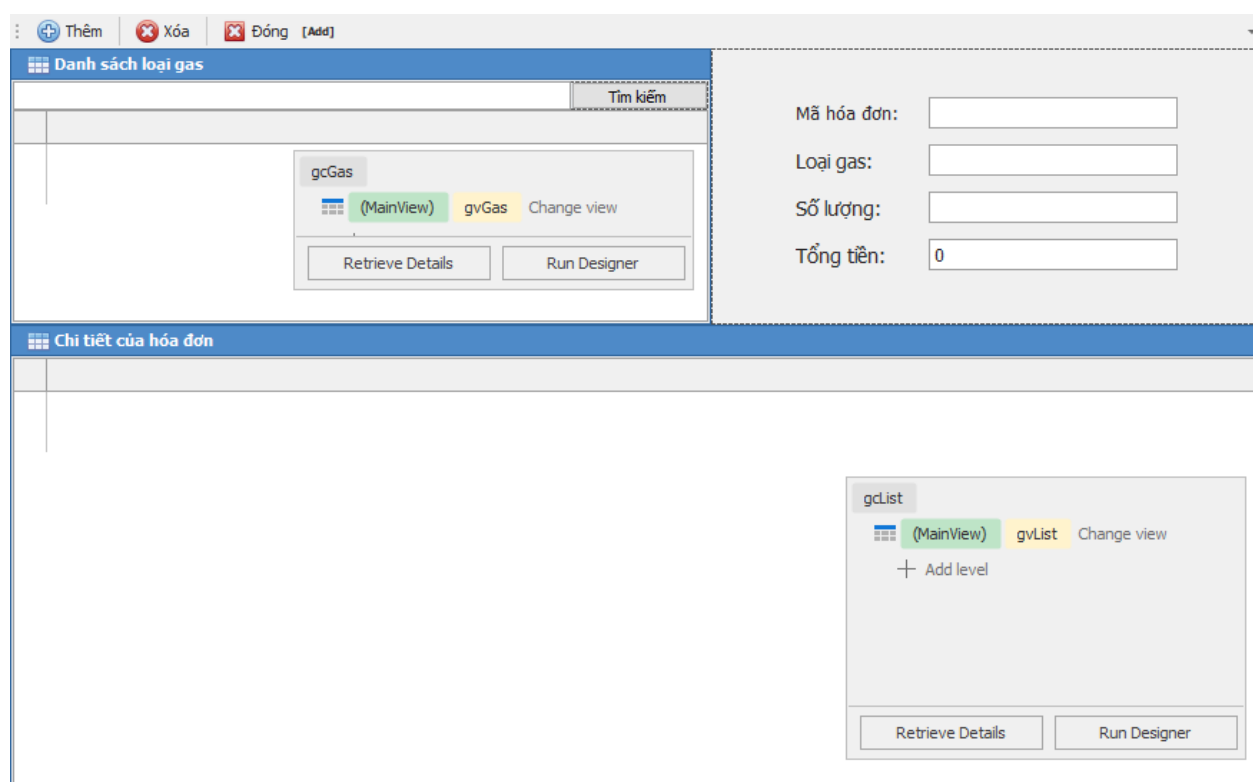 Thêm Xóa Đóng [Add]
Danh sách loại gas
Tìm kiếm
gcGas
(MainView) gvGas Change view
Retrieve Details Run Designer
Mã hóa đơn:
Loại gas:
Số lượng:
Tổng tiền: 0
Chi tiết của hóa đơn
gcList
(MainView) gvList Change view
Add level
Retrieve Details Run Designer